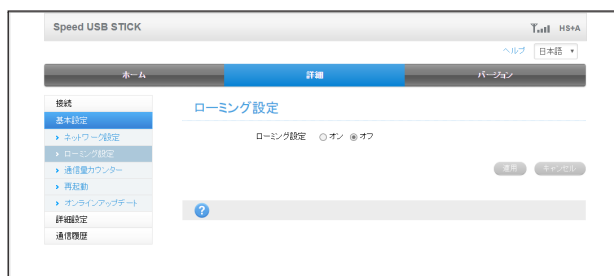 Speed USB STICK
HS+A
ヘルプ 日本語
ホーム 詳細 バージョン
接続
基本設定
ネットワーク設定
ローミング設定
通信量カウンター
再起動
オンラインアップデート
詳細設定
通信履歴
ローミング設定
ローミング設定 オン オフ
適用 キャンセル
?